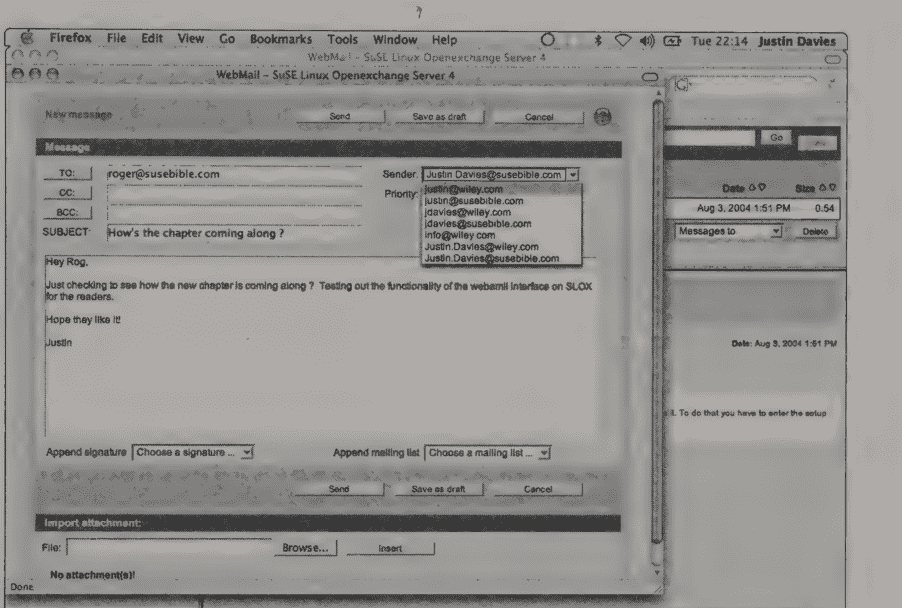 Firefox File Edit View Go Bookmarks Tools Window Help Tue 22:14 Justin Davies
WebMail - SuSE Linux Openexchange Server 4
WebMail - SuSE Linux Openexchange Server 4
New message Send Save as draft Cancel
Go
Message
TO: roger@susebible.com Sender: Justin.Davies@susebible.com
CC: Priority: justin@wiley.com
justin@susebible.com
BCC: jdavies@wiley.com
jdavies@susebible.com
SUBJECT: How's the chapter coming along ? info@wiley.com
Justin.Davies@wiley.com
Justin.Davies@susebible.com
Date Size
Aug 3, 2004 1:51 PM 0.54
Messages to Delete
Hey Rog,
Just checking to see how the new chapter is coming along ? Testing out the functionality of the webamil interface on SLOX
for the readers.
Hope they like it!
Justin
Date: Aug 3, 2004 1:51 PM
To do that you have to enter the setup
Append signature Choose a signature ... Append mailing list Choose a mailing list ...
Send Save as draft Cancel
Import attachment:
File: Browse... Insert
No attachment(s)!
Done